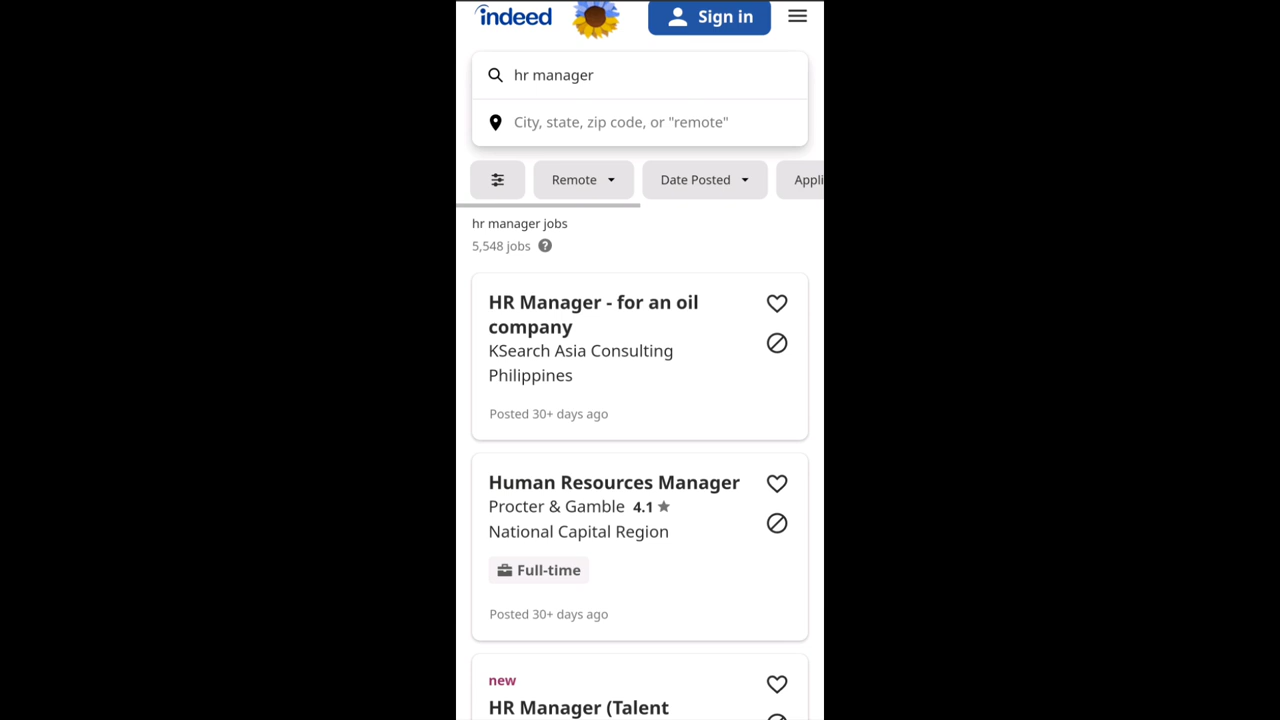 indeed
Sign in
hr manager
City, state, zip code, or "remote"
Remote
Date Posted
Appli
hr manager jobs
5,548 jobs
HR Manager - for an oil
company
KSearch Asia Consulting
Philippines
Posted 30+ days ago
Human Resources Manager
Procter & Gamble 4.1
National Capital Region
Full-time
Posted 30+ days ago
new
HR Manager (Talent